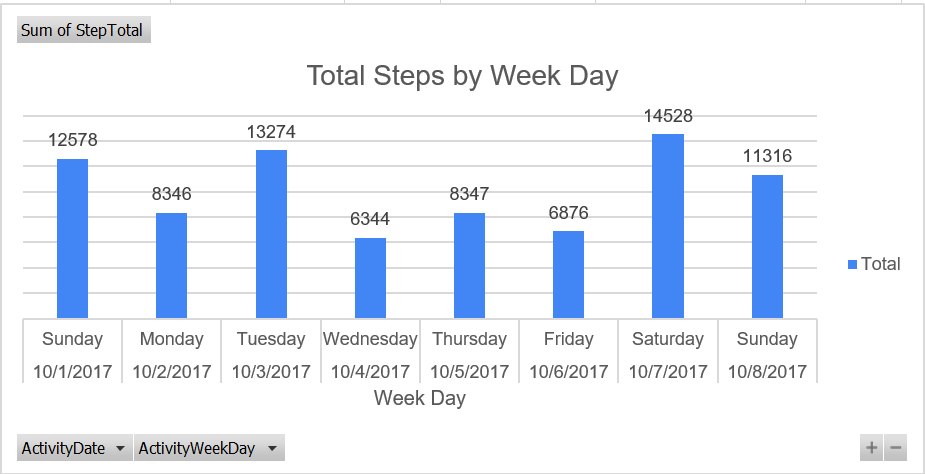 Sum of StepTotal
Total Steps by Week Day
12578 8346 13274 6344 8347 6876 14528 11316
Total
Sunday Monday Tuesday Wednesday Thursday Friday Saturday Sunday
10/1/2017 10/2/2017 10/3/2017 10/4/2017 10/5/2017 10/6/2017 10/7/2017 10/8/2017
Week Day
ActivityDate ActivityWeekDay + −